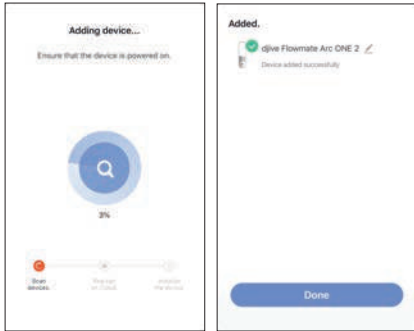 Adding device...
Ensure that the device is powered on.
3%
Scan
devices.
Register
on Cloud.
Initialize
the device.
Added.
djive Flowmate Arc ONE 2
Device added successfully
Done